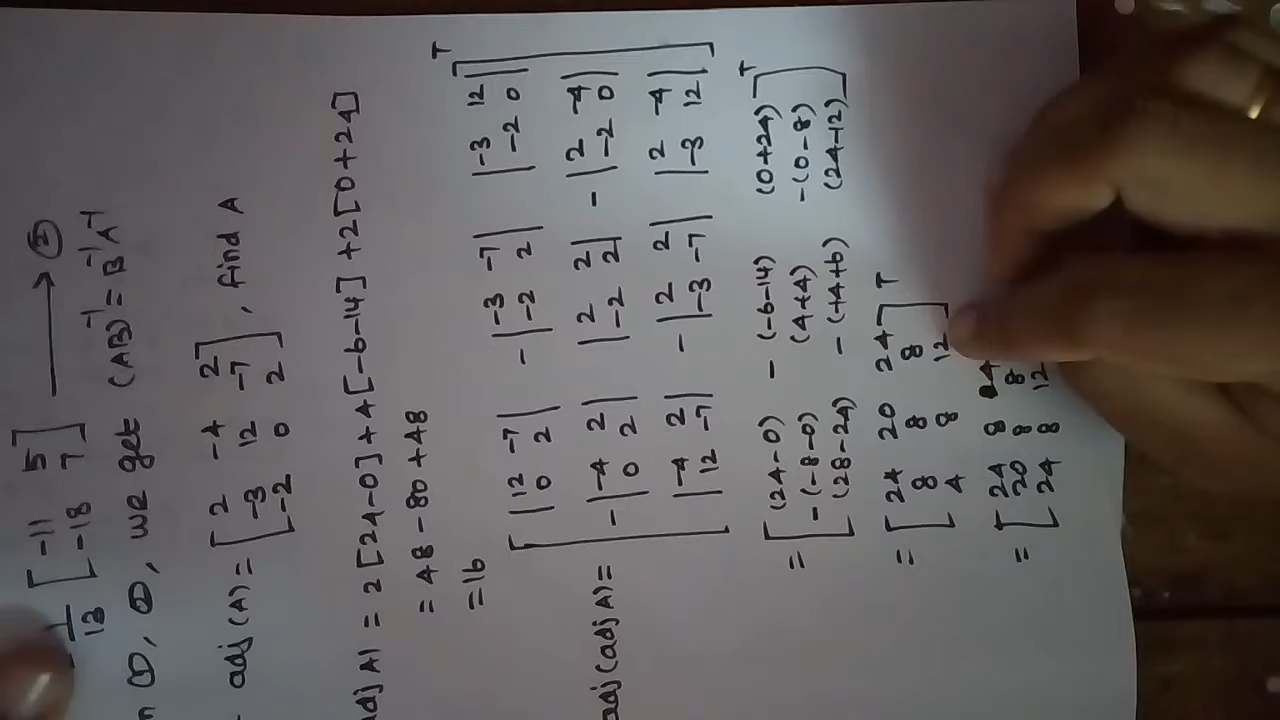 1/13 [-11 5
-18 7] → ②
①, ②, we get (AB)⁻¹ = B⁻¹A⁻¹
adj(A) = [2 -4 2
-3 12 -7
-2 0 2], find A
adj A| = 2[24-0]+4[-6-14]+2[0+24]
= 48-80+48
=16
adj(adj A) = [|12 -7
0 2| -|-3 -7
-2 2| |-3 12
-2 0|
-|-4 2
0 2| |2 2
-2 2| -|2 -4
-2 0|
|-4 2
12 -7| -|2 2
-3 -7| |2 -4
-3 12|]ᵀ
= [(24-0) -(-6-14) (0+24)
-(-8-0) (4+4) -(0-8)
(28-24) -(-14+6) (24-12)]ᵀ
= [24 20 24
8 8 8
4 8 12]ᵀ
= [24 8
20 8 8
24 8 12